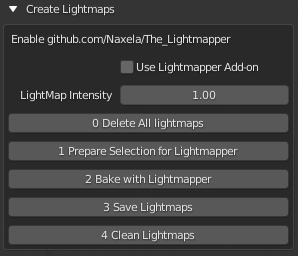 Create Lightmaps
Enable github.com/Naxela/The_Lightmapper
Use Lightmapper Add-on
LightMap Intensity 1.00
0 Delete All lightmaps
1 Prepare Selection for Lightmapper
2 Bake with Lightmapper
3 Save Lightmaps
4 Clean Lightmaps